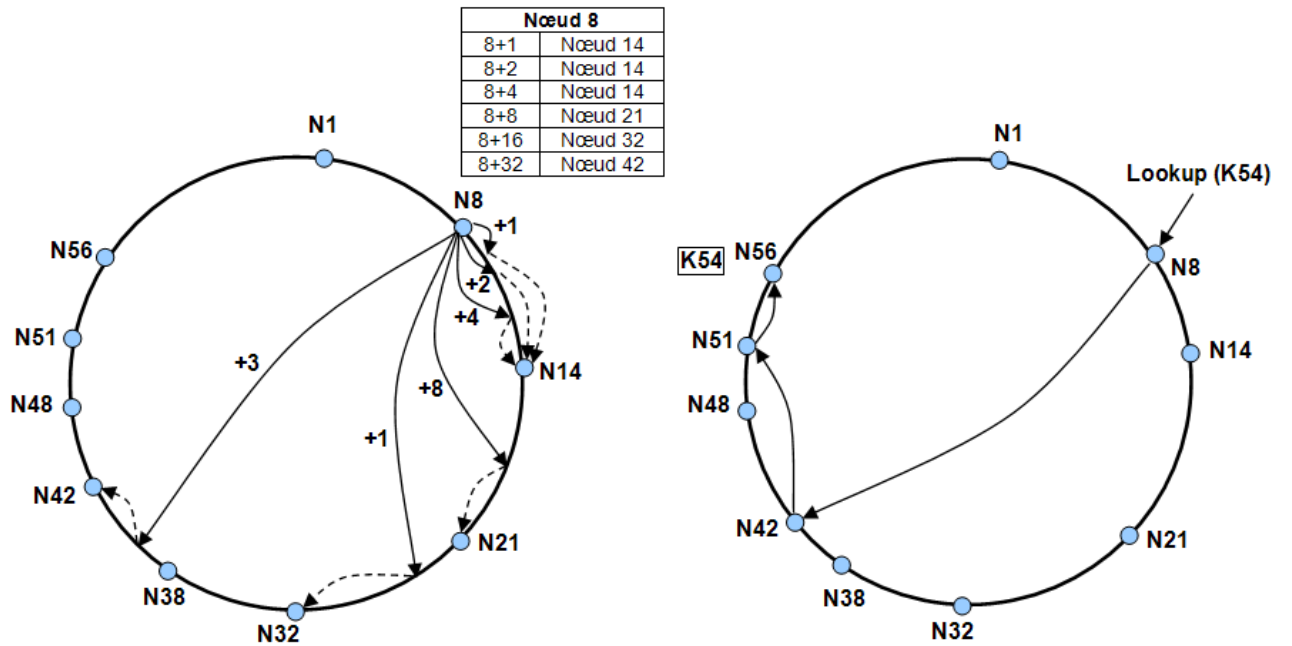 Nœud 8
8+1 Nœud 14
8+2 Nœud 14
8+4 Nœud 14
8+8 Nœud 21
8+16 Nœud 32
8+32 Nœud 42
N1
N8
+1
+2
+4
+8
+1
+3
N14
N21
N32
N38
N42
N48
N51
N56
N1
Lookup (K54)
N8
N14
N21
N32
N38
N42
N48
N51
K54
N56